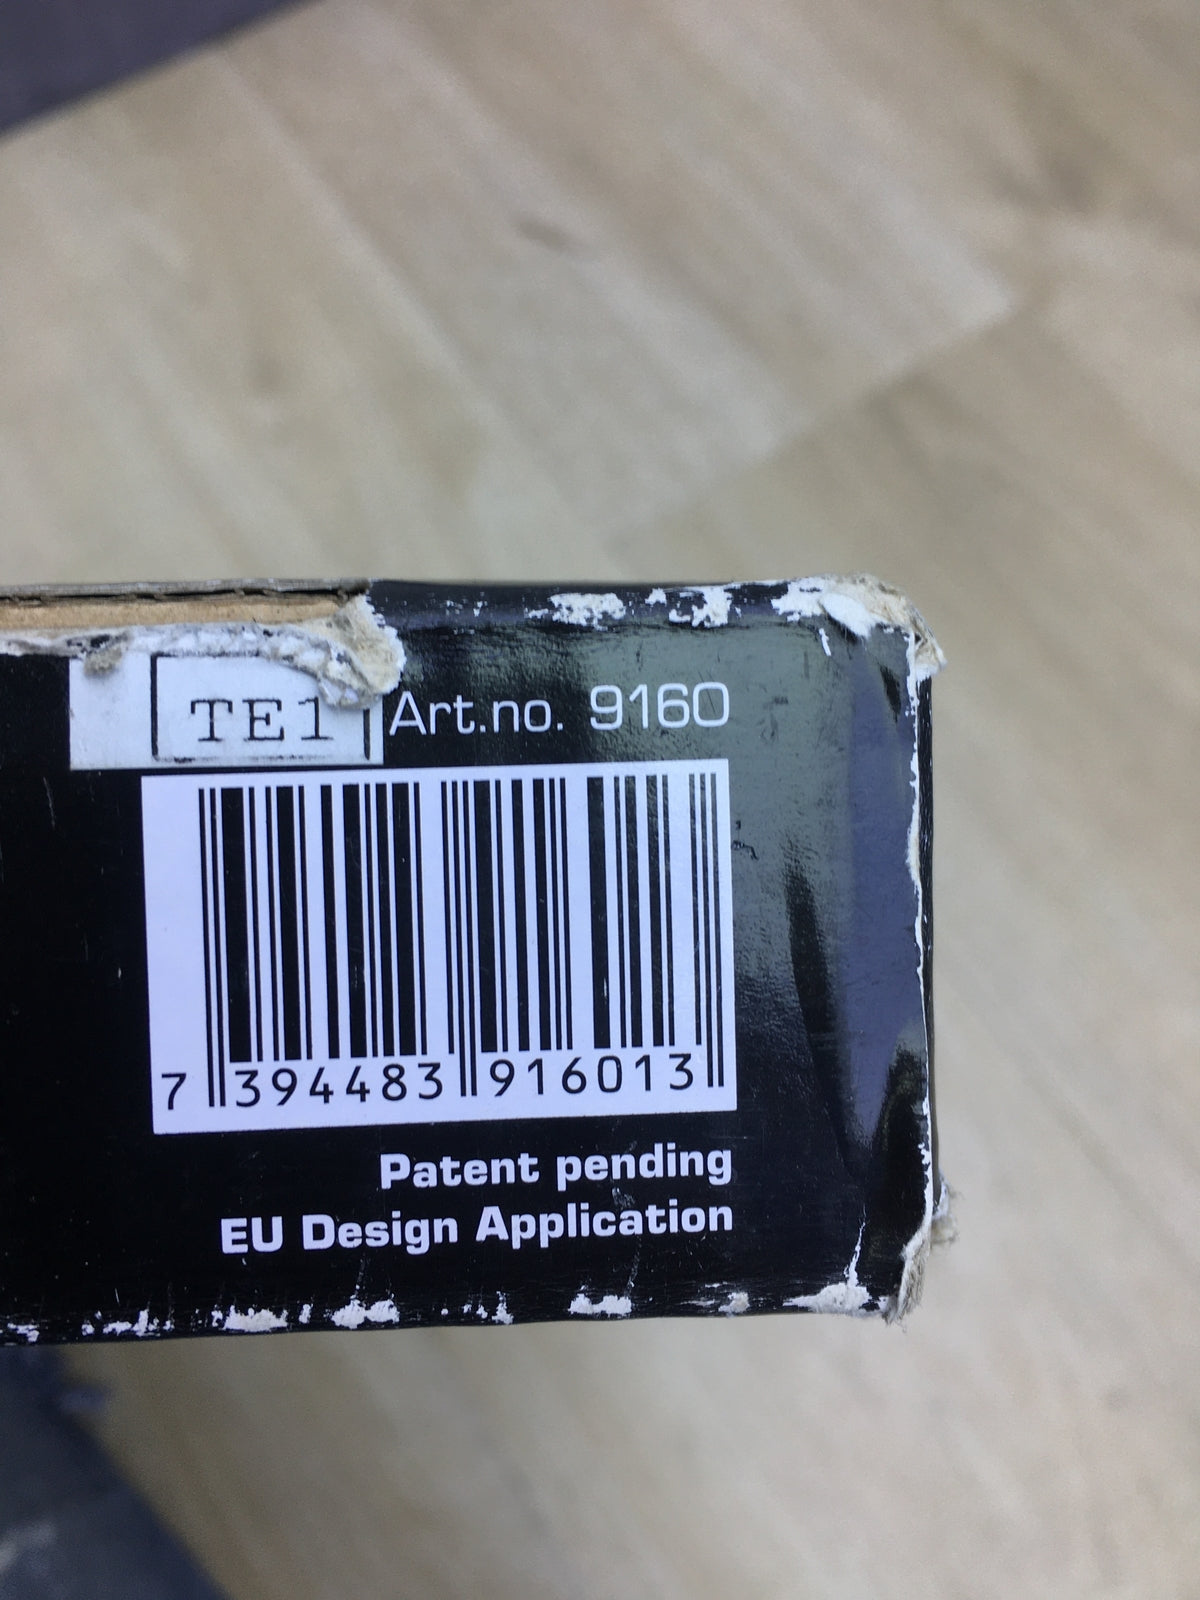 TE1 Art.no. 9160
7 394483 916013
Patent pending
EU Design Application